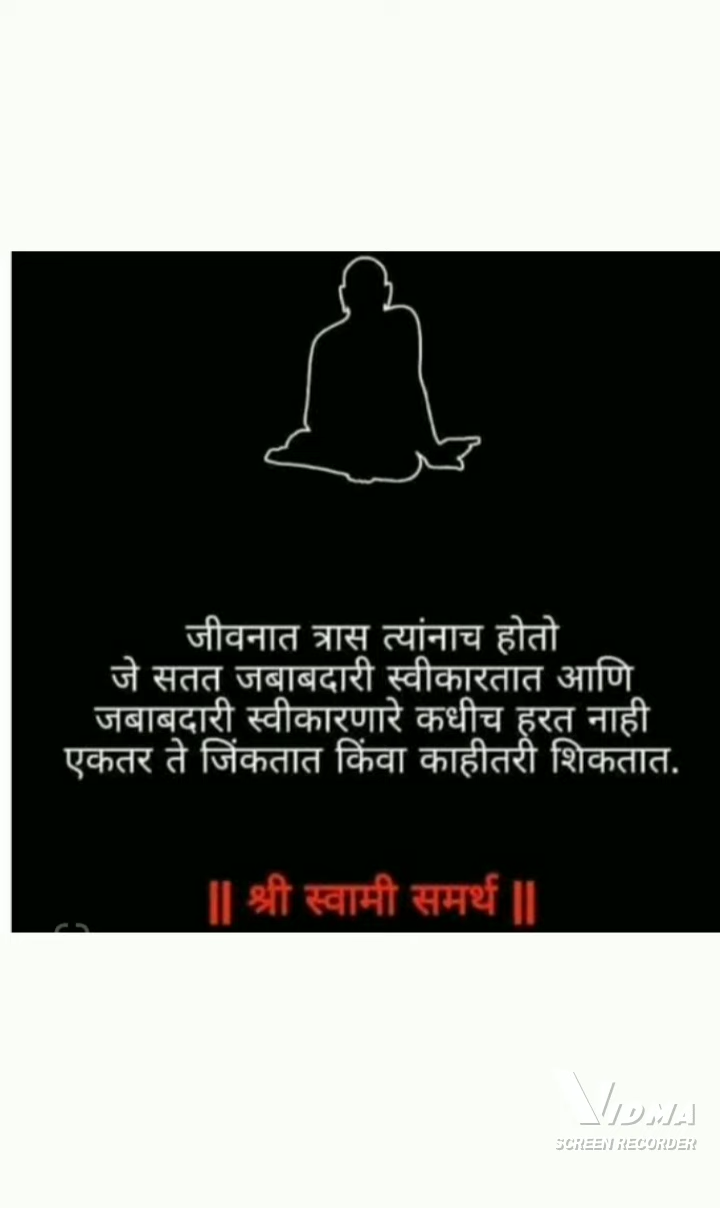 जीवनात त्रास त्यांनाच होतो
जे सतत जबाबदारी स्वीकारतात आणि
जबाबदारी स्वीकारणारे कधीच हरत नाही
एकतर ते जिंकतात किंवा काहीतरी शिकतात.
|| श्री स्वामी समर्थ ||
VIDMA
SCREEN RECORDER